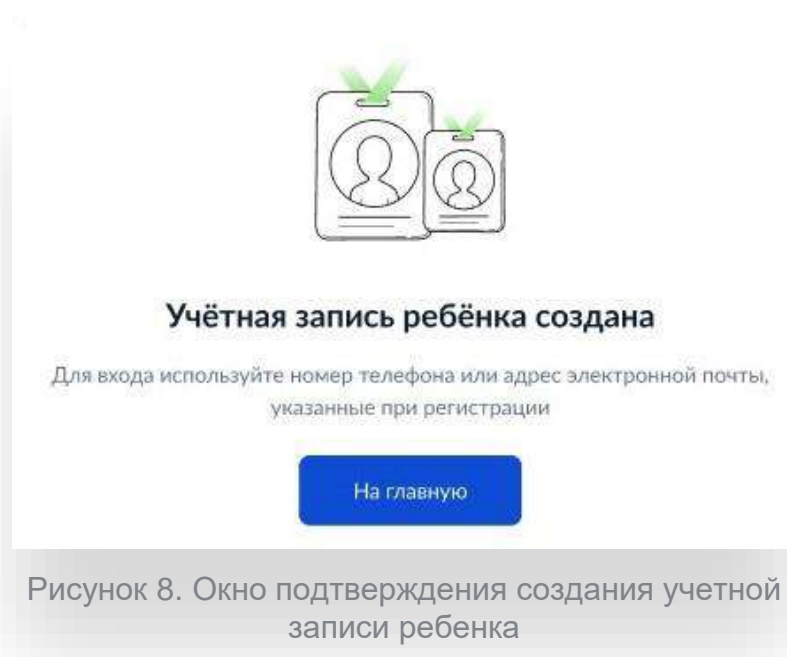 Учётная запись ребёнка создана
Для входа используйте номер телефона или адрес электронной почты,
указанные при регистрации
На главную
Рисунок 8. Окно подтверждения создания учетной
записи ребенка